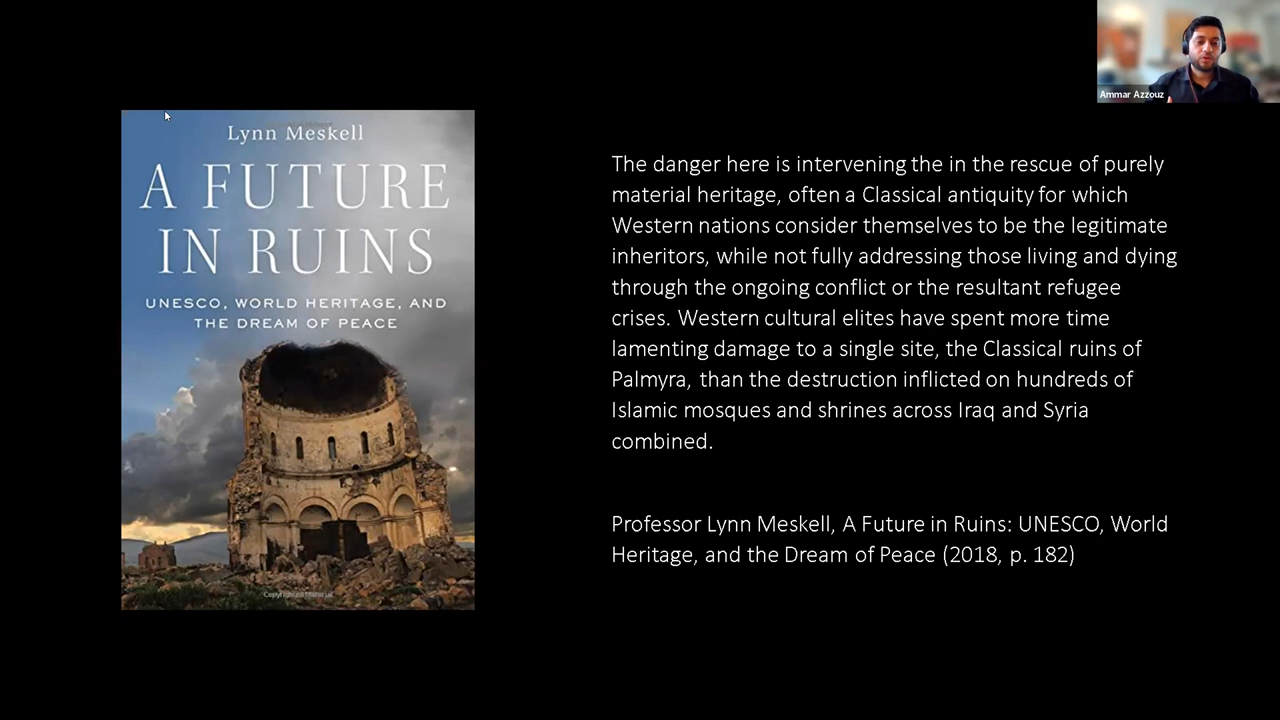 Ammar Azzouz
Lynn Meskell
A FUTURE
IN RUINS
UNESCO, WORLD HERITAGE, AND
THE DREAM OF PEACE
Copyrighted Material
The danger here is intervening the in the rescue of purely
material heritage, often a Classical antiquity for which
Western nations consider themselves to be the legitimate
inheritors, while not fully addressing those living and dying
through the ongoing conflict or the resultant refugee
crises. Western cultural elites have spent more time
lamenting damage to a single site, the Classical ruins of
Palmyra, than the destruction inflicted on hundreds of
Islamic mosques and shrines across Iraq and Syria
combined.
Professor Lynn Meskell, A Future in Ruins: UNESCO, World
Heritage, and the Dream of Peace (2018, p. 182)